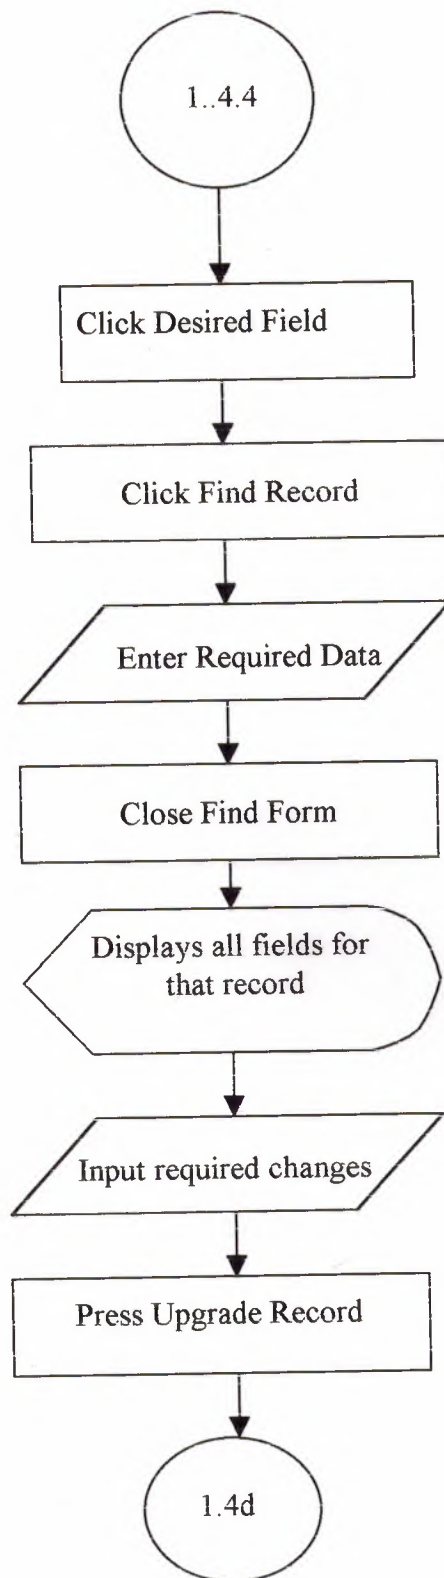 1..4.4
Click Desired Field
Click Find Record
Enter Required Data
Close Find Form
Displays all fields for
that record
Input required changes
Press Upgrade Record
1.4d